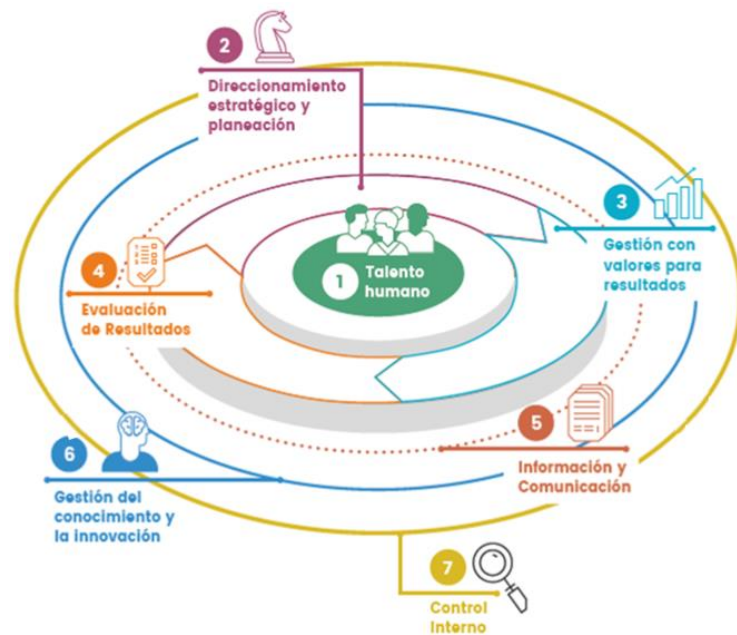 2
Direccionamiento
estratégico y
planeación
3
Gestión con
valores para
resultados
1
Talento
humano
4
Evaluación
de Resultados
5
Información y
Comunicación
6
Gestión del
conocimiento y
la innovación
7
Control
Interno